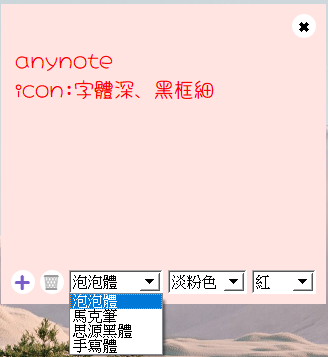 anynote
icon:字體深、黑框細
泡泡體 淡粉色 紅
泡泡體
馬克筆
思源黑體
手寫體